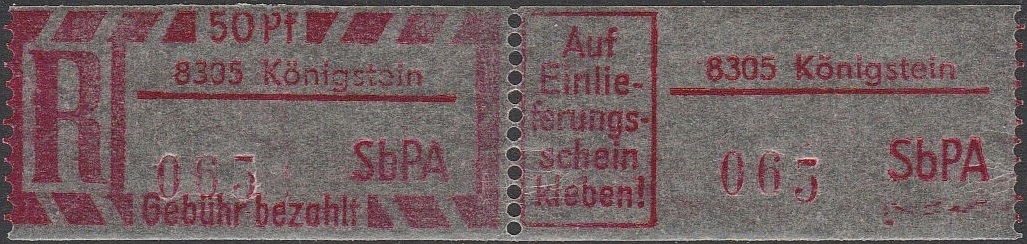 50 Pf
R
8305 Königstein
065
SbPA
Gebühr bezahlt
Auf
Einlie-
ferungs-
schein
kleben!
8305 Königstein
065
SbPA